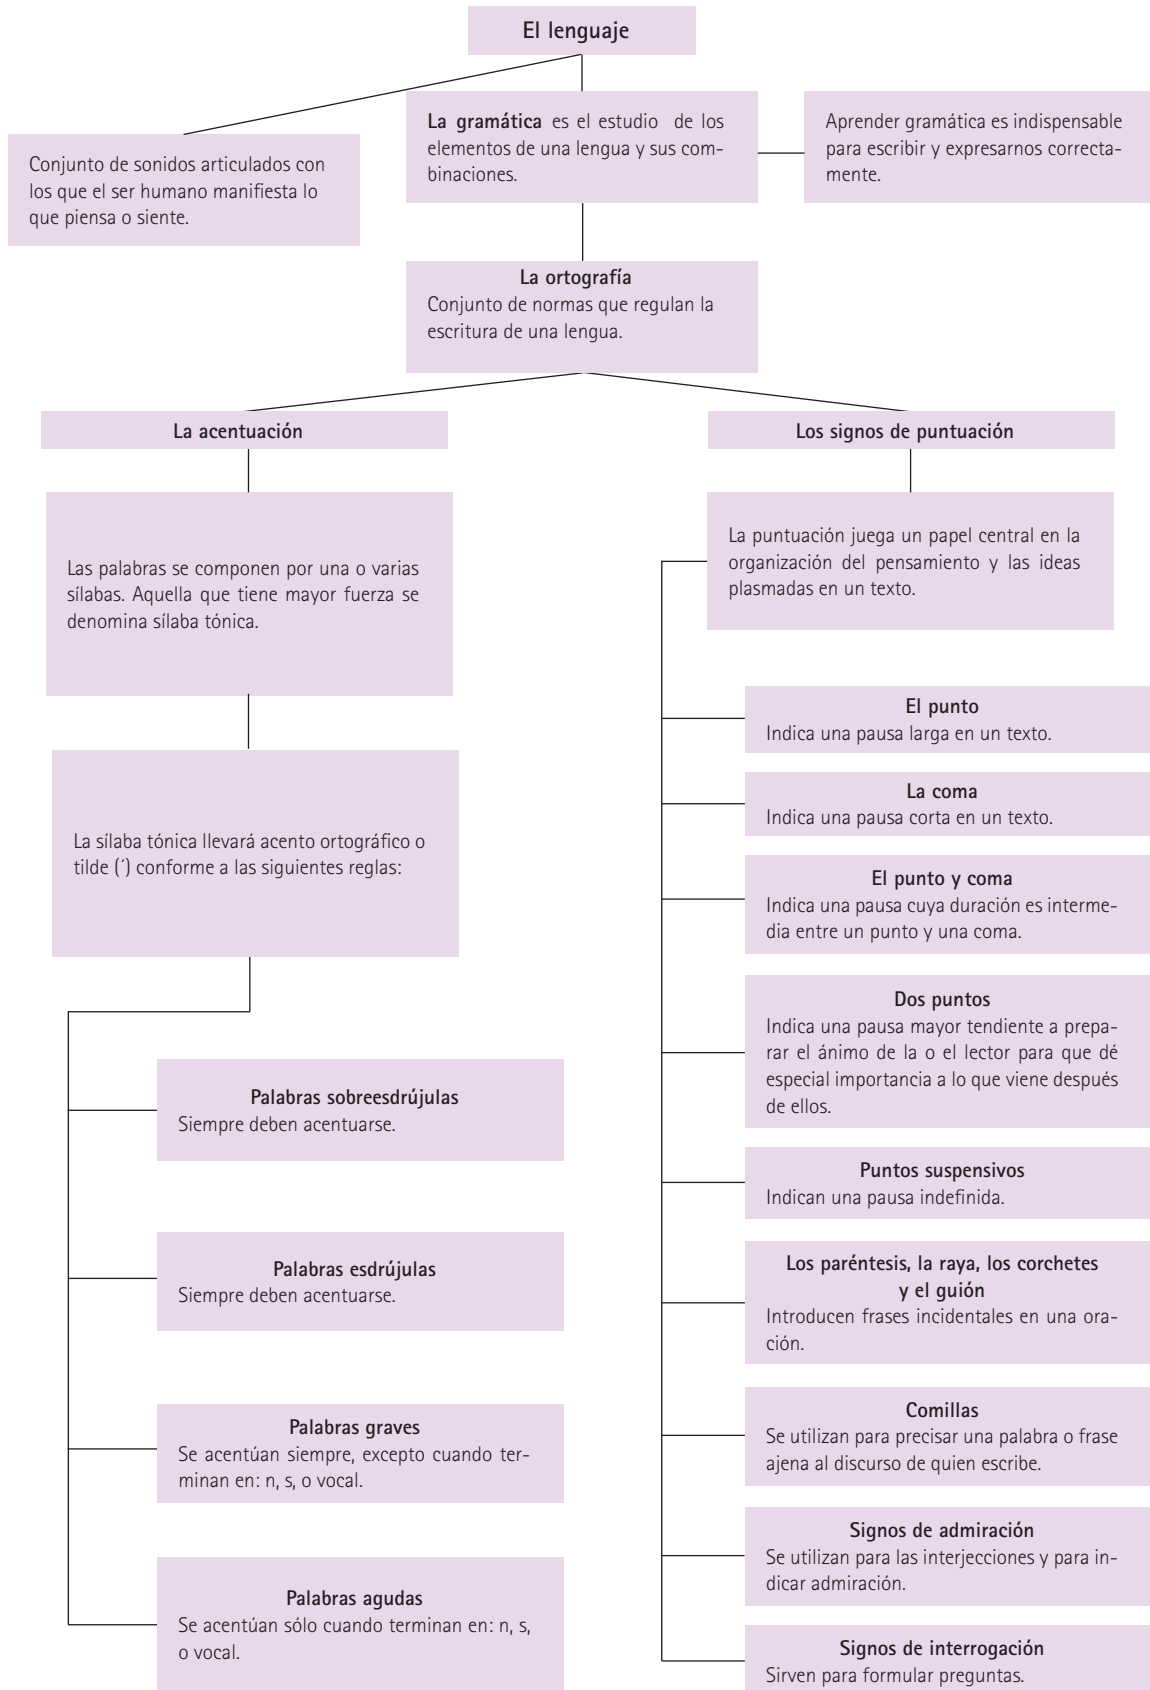 El lenguaje
Conjunto de sonidos articulados con
los que el ser humano manifiesta lo
que piensa o siente.
La gramática es el estudio de los
elementos de una lengua y sus com-
binaciones.
Aprender gramática es indispensable
para escribir y expresarnos correcta-
mente.
La ortografía
Conjunto de normas que regulan la
escritura de una lengua.
La acentuación
Las palabras se componen por una o varias
sílabas. Aquella que tiene mayor fuerza se
denomina sílaba tónica.
La sílaba tónica llevará acento ortográfico o
tilde (´) conforme a las siguientes reglas:
Palabras sobreesdrújulas
Siempre deben acentuarse.
Palabras esdrújulas
Siempre deben acentuarse.
Palabras graves
Se acentúan siempre, excepto cuando ter-
minan en: n, s, o vocal.
Palabras agudas
Se acentúan sólo cuando terminan en: n, s,
o vocal.
Los signos de puntuación
La puntuación juega un papel central en la
organización del pensamiento y las ideas
plasmadas en un texto.
El punto
Indica una pausa larga en un texto.
La coma
Indica una pausa corta en un texto.
El punto y coma
Indica una pausa cuya duración es interme-
dia entre un punto y una coma.
Dos puntos
Indica una pausa mayor tendiente a prepa-
rar el ánimo de la o el lector para que dé
especial importancia a lo que viene después
de ellos.
Puntos suspensivos
Indican una pausa indefinida.
Los paréntesis, la raya, los corchetes
y el guión
Introducen frases incidentales en una ora-
ción.
Comillas
Se utilizan para precisar una palabra o frase
ajena al discurso de quien escribe.
Signos de admiración
Se utilizan para las interjecciones y para in-
dicar admiración.
Signos de interrogación
Sirven para formular preguntas.